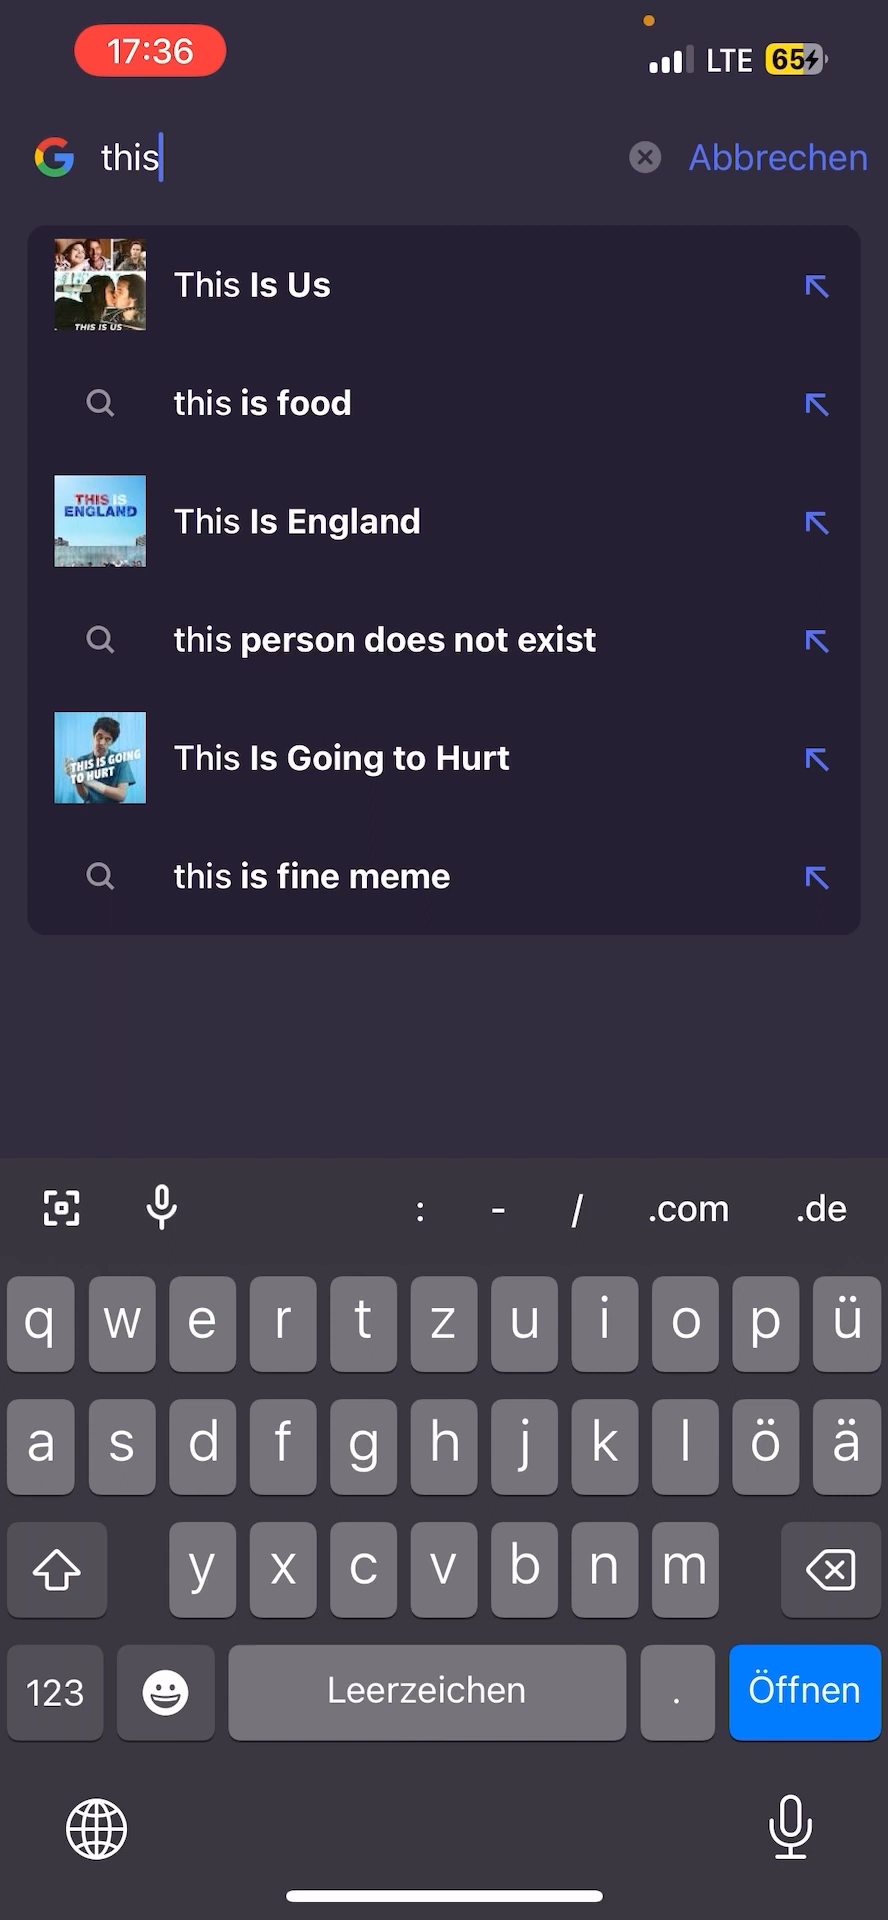 17:36
LTE 65
this
Abbrechen
THIS IS US
This Is Us
this is food
THIS IS
ENGLAND
This Is England
this person does not exist
THIS IS GOING
TO HURT
This Is Going to Hurt
this is fine meme
: - / .com .de
q w e r t z u i o p ü
a s d f g h j k l ö ä
y x c v b n m
123 Leerzeichen . Öffnen